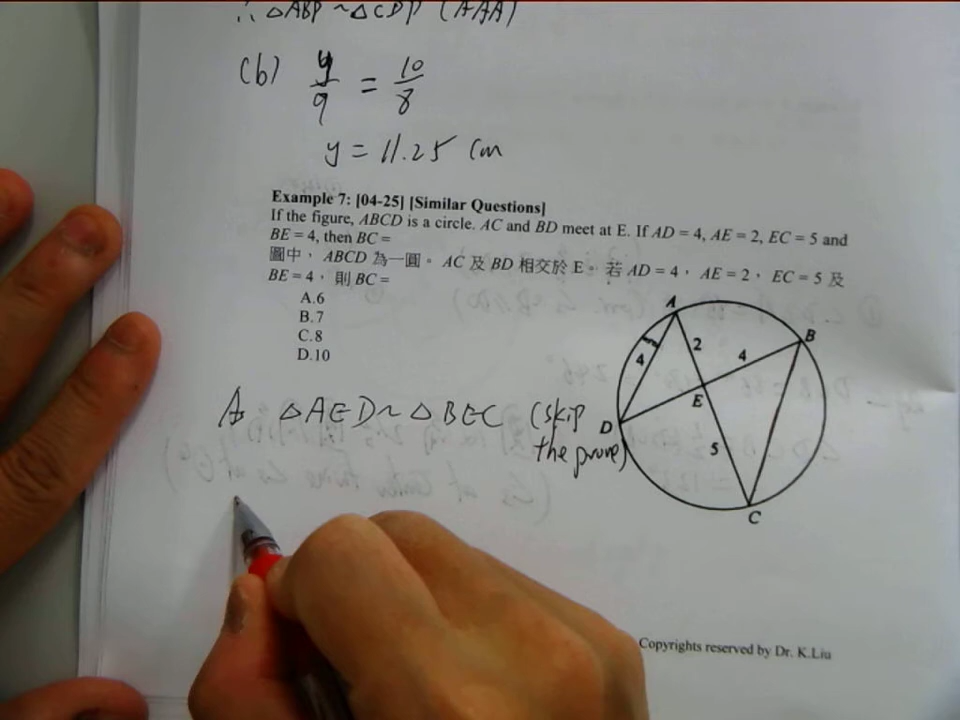 ∴ △ABP ~ △CDP (AAA)
(b) y/9 = 10/8
y = 11.25 cm
Example 7: [04-25] [Similar Questions]
If the figure, ABCD is a circle. AC and BD meet at E. If AD = 4, AE = 2, EC = 5 and
BE = 4, then BC =
圖中, ABCD 為一圓。 AC 及 BD 相交於 E。 若 AD = 4, AE = 2, EC = 5 及
BE = 4, 則 BC =
A.6
B.7
C.8
D.10
A
B
2
4
4
E
D
5
C
As △AED ~ △BEC (skip
the prove)
Copyrights reserved by Dr. K.Liu